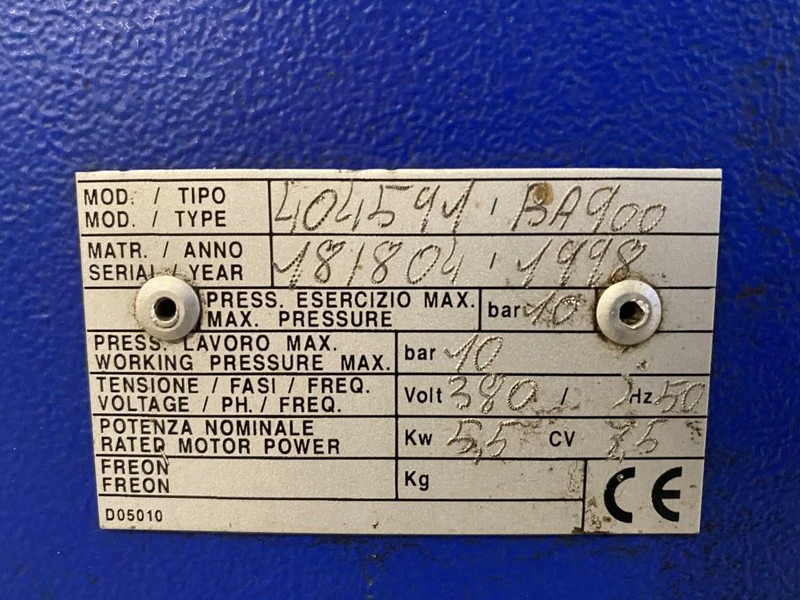 MOD. / TIPO
MOD. / TYPE
404591 . BA900
MATR. / ANNO
SERIAL / YEAR
181804 . 1998
PRESS. ESERCIZIO MAX.
MAX. PRESSURE
bar 10
PRESS. LAVORO MAX.
WORKING PRESSURE MAX.
bar 10
TENSIONE / FASI / FREQ.
VOLTAGE / PH. / FREQ.
Volt 380 / Hz 50
POTENZA NOMINALE
RATED MOTOR POWER
Kw 5,5 CV 7,5
FREON
FREON
Kg
CE
D05010